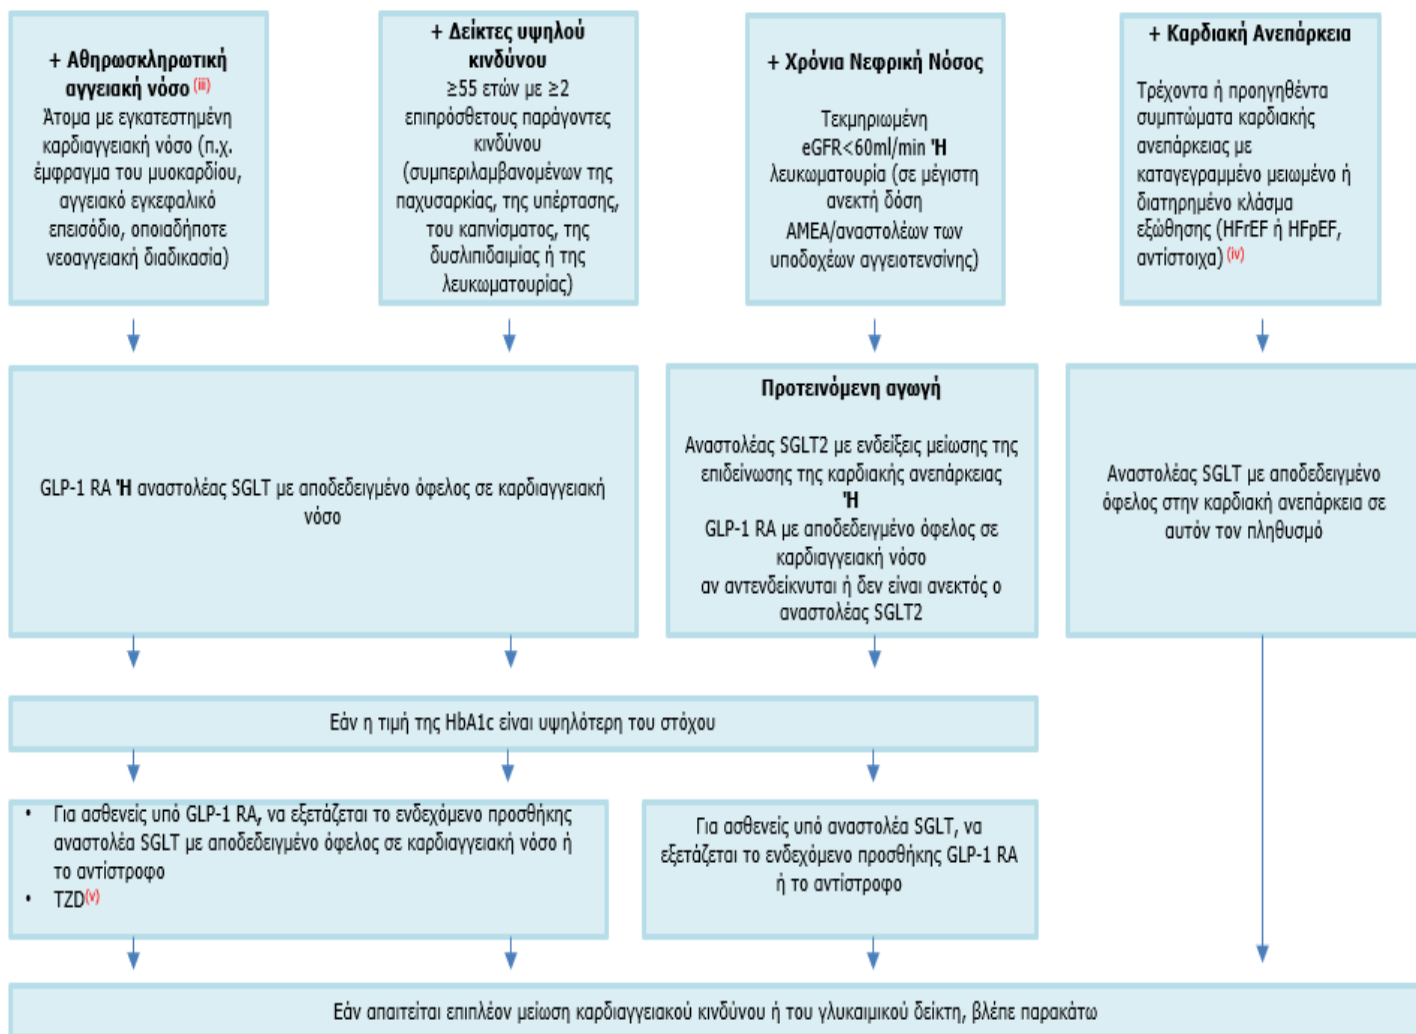 + Αθηρωσκληρωτική
αγγειακή νόσο (iii)
Άτομα με εγκατεστημένη
καρδιαγγειακή νόσο (π.χ.
έμφραγμα του μυοκαρδίου,
αγγειακό εγκεφαλικό
επεισόδιο, οποιαδήποτε
νεοαγγειακή διαδικασία)
+ Δείκτες υψηλού
κινδύνου
≥55 ετών με ≥2
επιπρόσθετους παράγοντες
κινδύνου
(συμπεριλαμβανομένων της
παχυσαρκίας, της υπέρτασης,
του καπνίσματος, της
δυσλιπιδαιμίας ή της
λευκωματουρίας)
+ Χρόνια Νεφρική Νόσος
Τεκμηριωμένη
eGFR<60ml/min Ή
λευκωματουρία (σε μέγιστη
ανεκτή δόση
ΑΜΕΑ/αναστολέων των
υποδοχέων αγγειοτενσίνης)
+ Καρδιακή Ανεπάρκεια
Τρέχοντα ή προηγηθέντα
συμπτώματα καρδιακής
ανεπάρκειας με
καταγεγραμμένο μειωμένο ή
διατηρημένο κλάσμα
εξώθησης (HFrEF ή HFpEF,
αντίστοιχα) (iv)
GLP-1 RA Ή αναστολέας SGLT με αποδεδειγμένο όφελος σε καρδιαγγειακή
νόσο
Προτεινόμενη αγωγή
Αναστολέας SGLT2 με ενδείξεις μείωσης της
επιδείνωσης της καρδιακής ανεπάρκειας
Ή
GLP-1 RA με αποδεδειγμένο όφελος σε
καρδιαγγειακή νόσο
αν αντενδείκνυται ή δεν είναι ανεκτός ο
αναστολέας SGLT2
Αναστολέας SGLT με αποδεδειγμένο
όφελος στην καρδιακή ανεπάρκεια σε
αυτόν τον πληθυσμό
Εάν η τιμή της HbA1c είναι υψηλότερη του στόχου
• Για ασθενείς υπό GLP-1 RA, να εξετάζεται το ενδεχόμενο προσθήκης
αναστολέα SGLT με αποδεδειγμένο όφελος σε καρδιαγγειακή νόσο ή
το αντίστροφο
• TZD(v)
Για ασθενείς υπό αναστολέα SGLT, να
εξετάζεται το ενδεχόμενο προσθήκης GLP-1 RA
ή το αντίστροφο
Εάν απαιτείται επιπλέον μείωση καρδιαγγειακού κινδύνου ή του γλυκαιμικού δείκτη, βλέπε παρακάτω